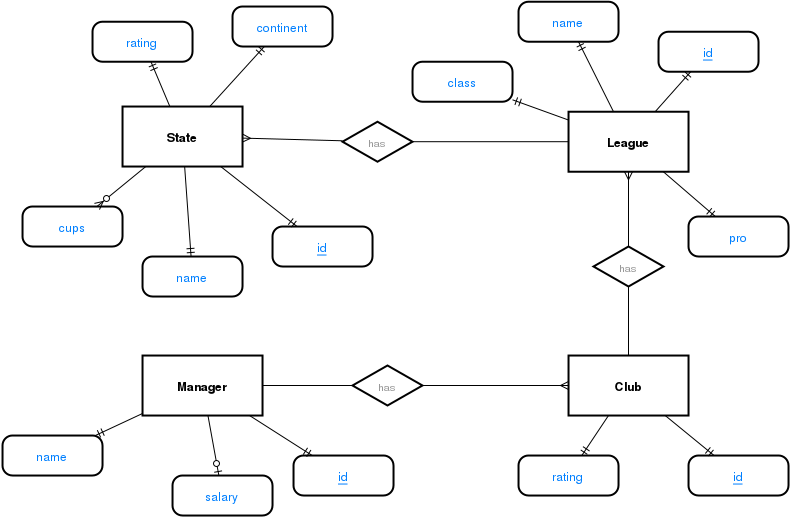 name
continent
rating
id
class
State
has
League
cups
pro
id
name
has
Manager
has
Club
name
salary
id
rating
id